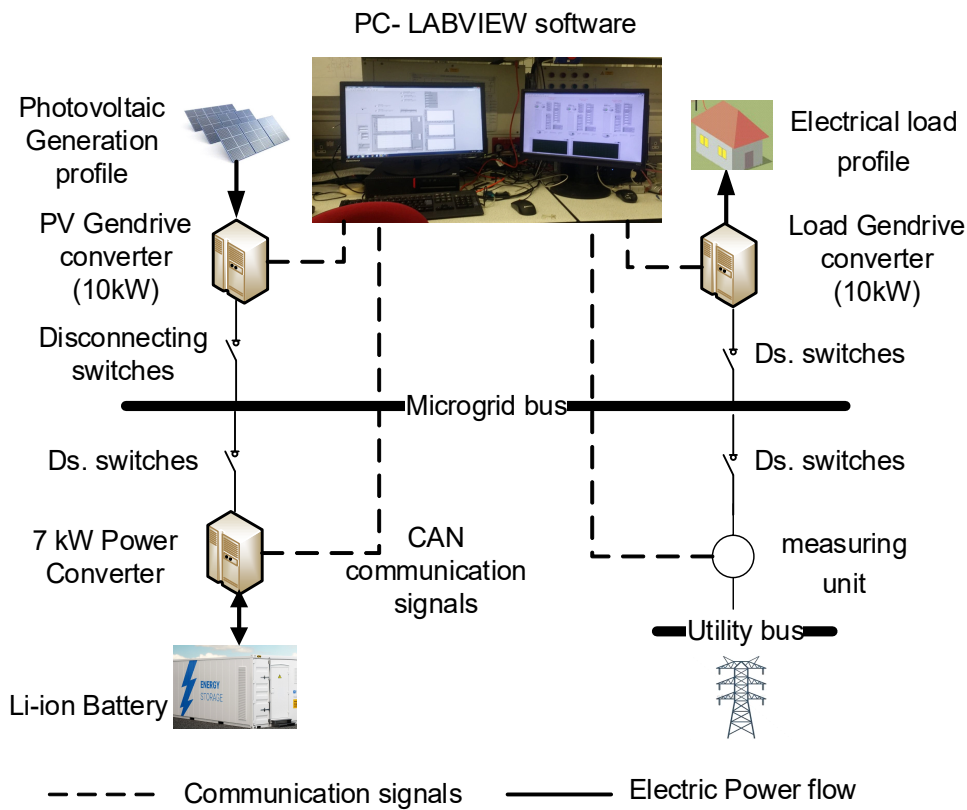 PC- LABVIEW software
Photovoltaic
Generation
profile
Electrical load
profile
PV Gendrive
converter
(10kW)
Load Gendrive
converter
(10kW)
Disconnecting
switches
Ds. switches
Microgrid bus
Ds. switches
Ds. switches
7 kW Power
Converter
CAN
communication
signals
measuring
unit
Utility bus
ENERGY
STORAGE
Li-ion Battery
Communication signals
Electric Power flow